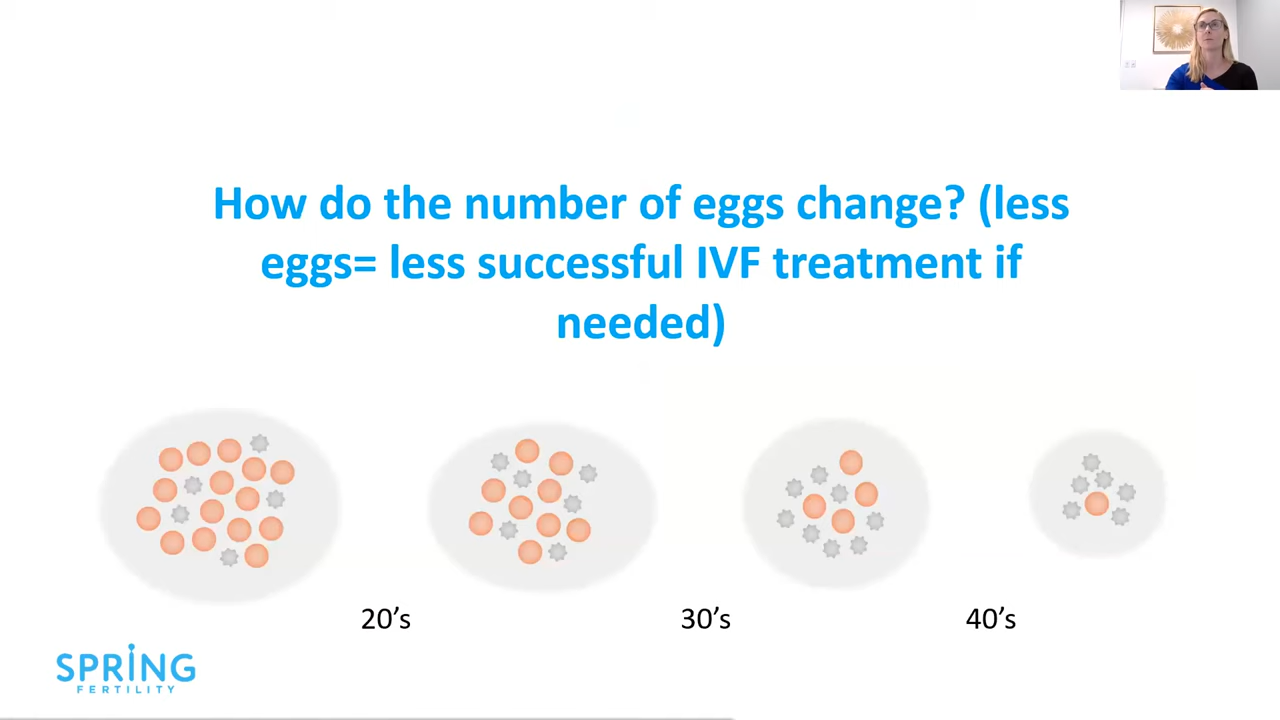 How do the number of eggs change? (less
eggs= less successful IVF treatment if
needed)
20’s
30’s
40’s
SPRING
FERTILITY